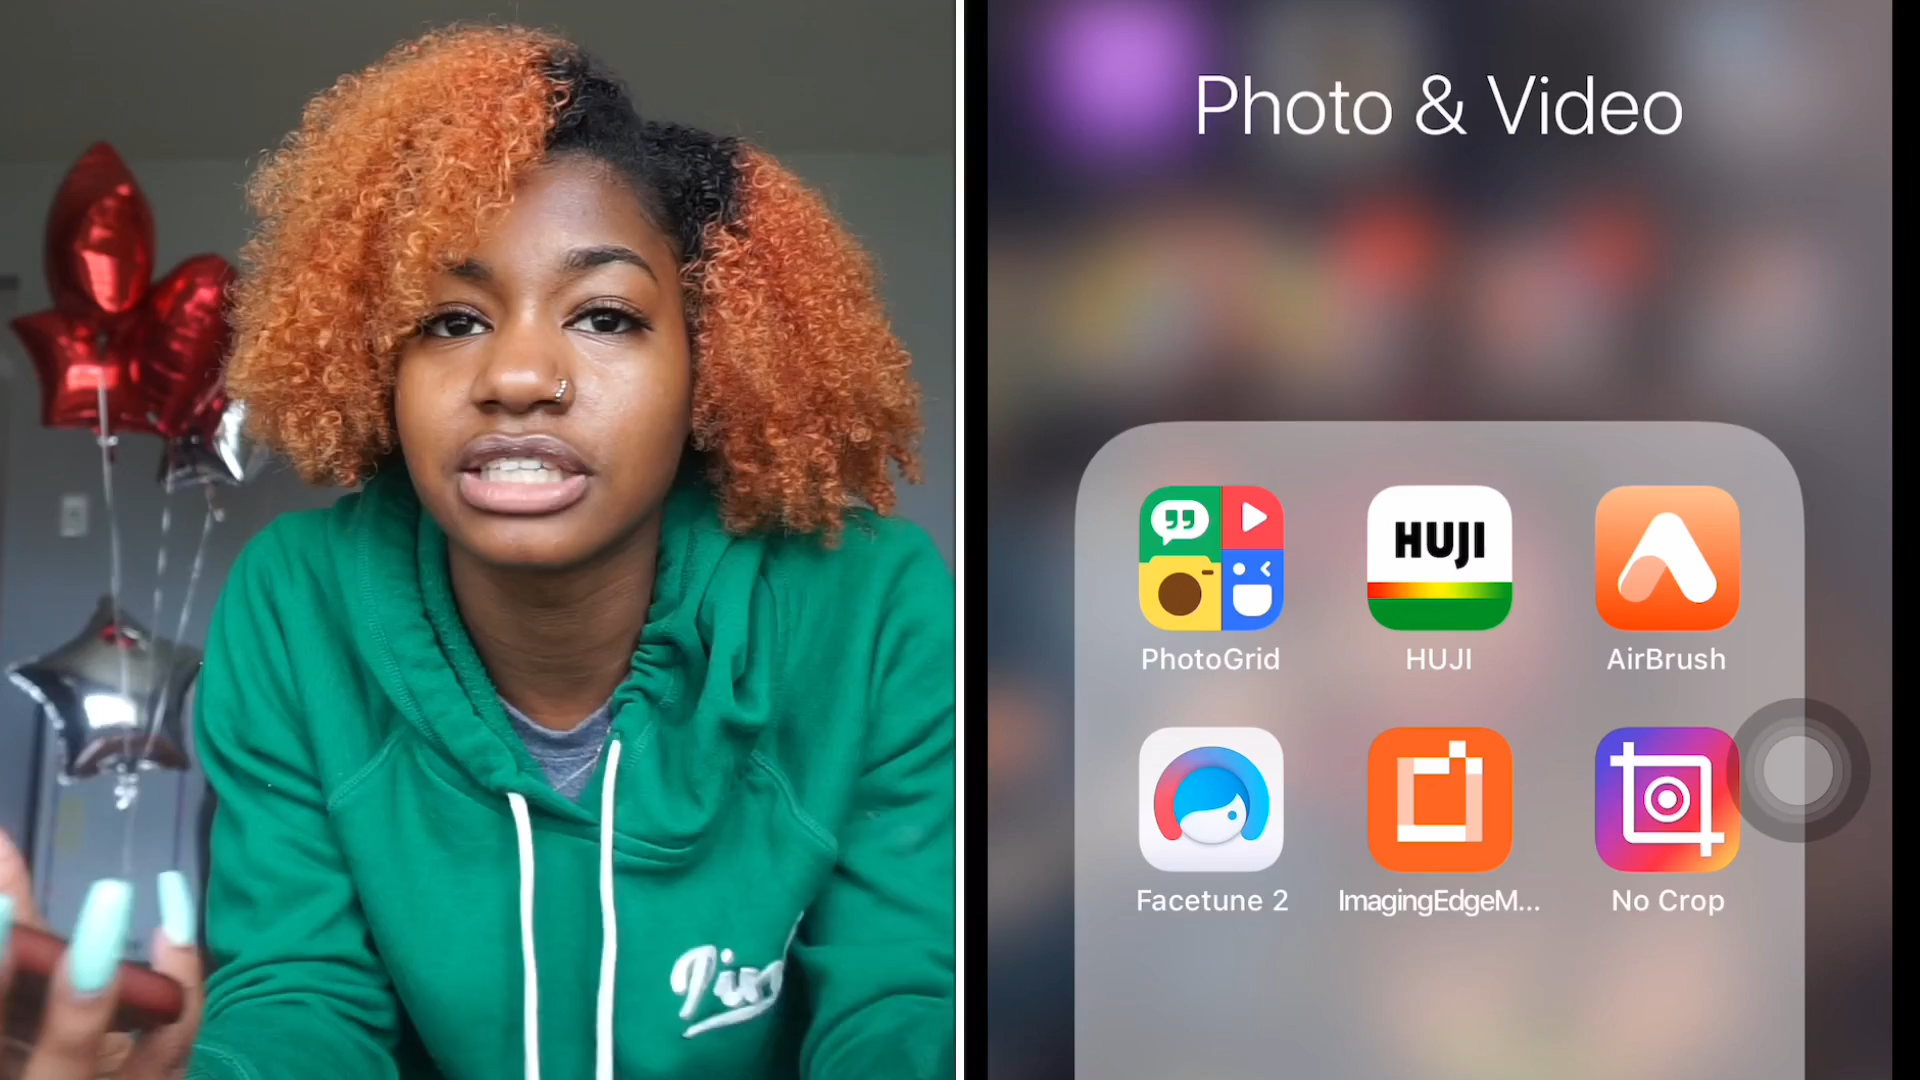 Photo & Video
HUJI
PhotoGrid
HUJI
AirBrush
Facetune 2
ImagingEdgeM...
No Crop